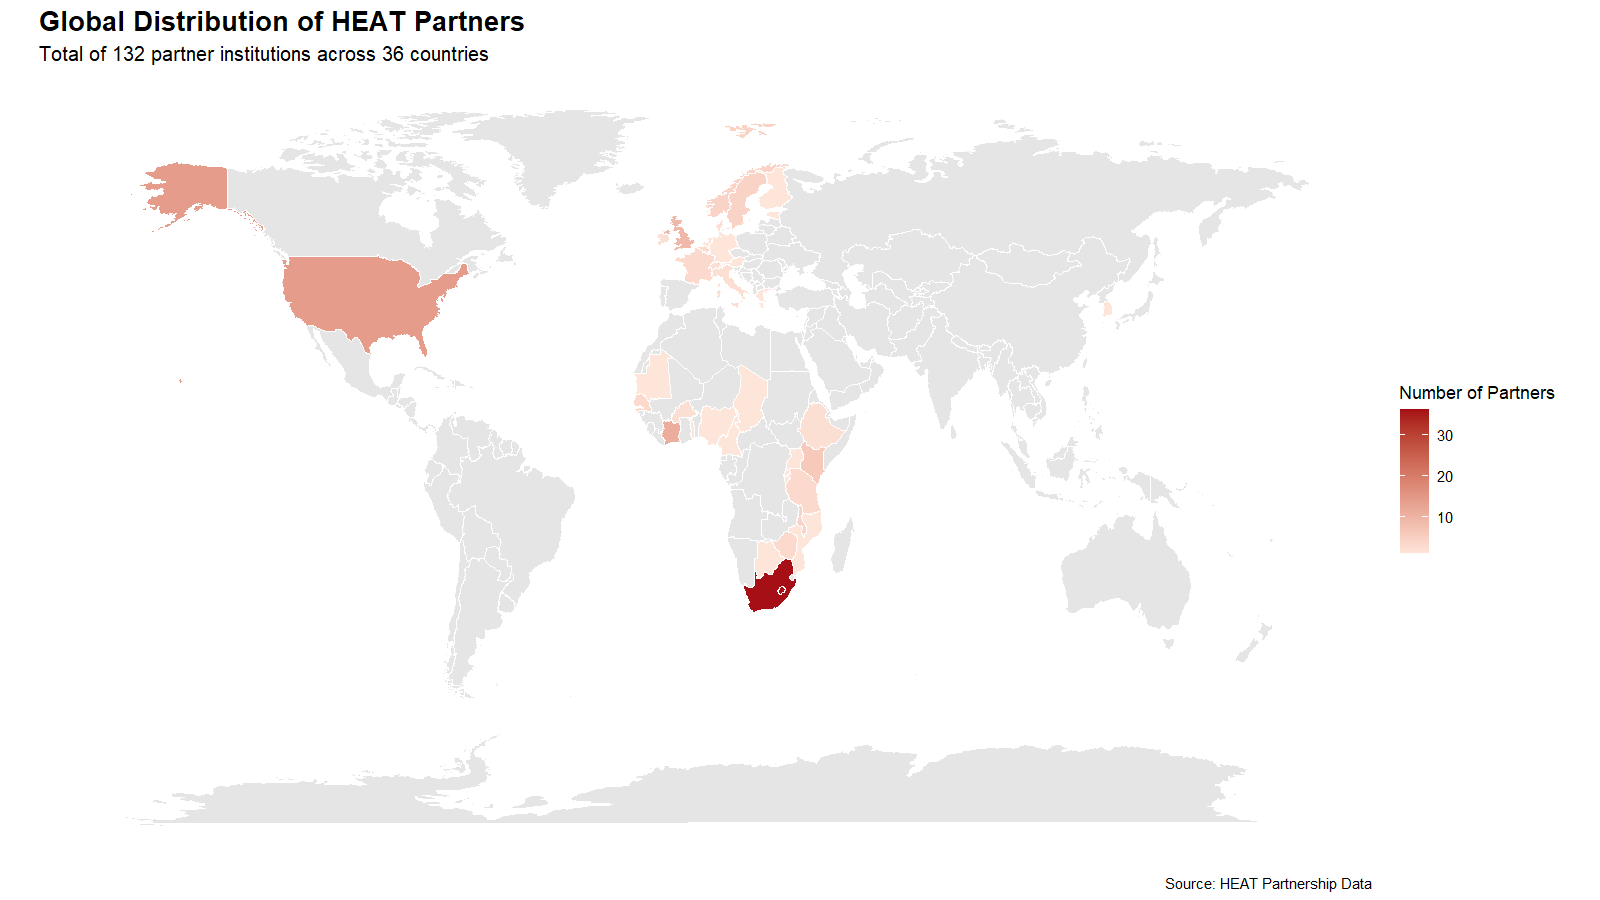 Global Distribution of HEAT Partners
Total of 132 partner institutions across 36 countries
Number of Partners
30
20
10
Source: HEAT Partnership Data